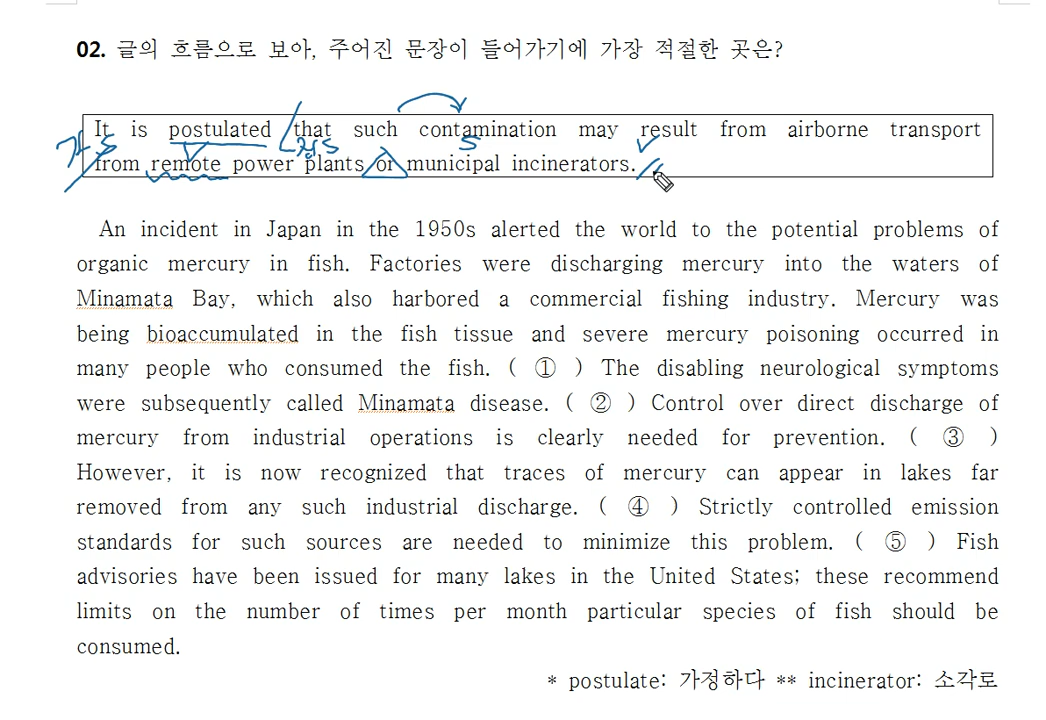 02. 글의 흐름으로 보아, 주어진 문장이 들어가기에 가장 적절한 곳은?
It is postulated that such contamination may result from airborne transport
가S 진S S
from remote power plants or municipal incinerators.
An incident in Japan in the 1950s alerted the world to the potential problems of
organic mercury in fish. Factories were discharging mercury into the waters of
Minamata Bay, which also harbored a commercial fishing industry. Mercury was
being bioaccumulated in the fish tissue and severe mercury poisoning occurred in
many people who consumed the fish. ( ① ) The disabling neurological symptoms
were subsequently called Minamata disease. ( ② ) Control over direct discharge of
mercury from industrial operations is clearly needed for prevention. ( ③ )
However, it is now recognized that traces of mercury can appear in lakes far
removed from any such industrial discharge. ( ④ ) Strictly controlled emission
standards for such sources are needed to minimize this problem. ( ⑤ ) Fish
advisories have been issued for many lakes in the United States; these recommend
limits on the number of times per month particular species of fish should be
consumed.
* postulate: 가정하다 ** incinerator: 소각로